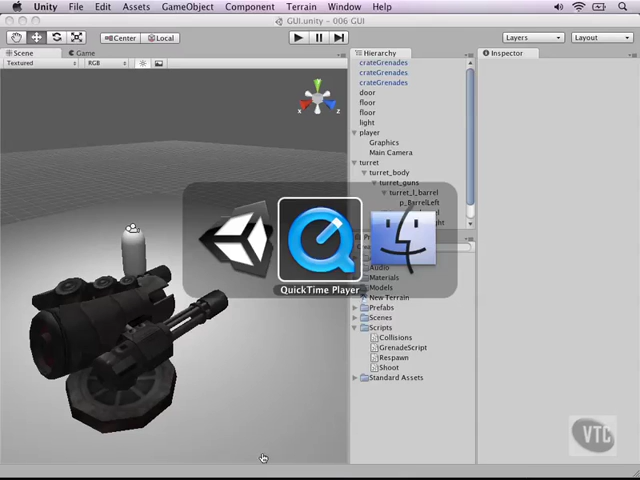 Unity File Edit Assets GameObject Component Terrain Window Help
GUI.unity - 006 GUI
Center Local Layers Layout
Scene Game
Textured RGB
x y z
Hierarchy
crateGrenades
crateGrenades
crateGrenades
door
floor
floor
light
player
Graphics
Main Camera
turret
turret_body
turret_guns
turret_l_barrel
p_BarrelLeft
QuickTime Player
Audio
Materials
Models
New Terrain
Prefabs
Scenes
Scripts
Collisions
GrenadeScript
Respawn
Shoot
Standard Assets
Inspector
VTC